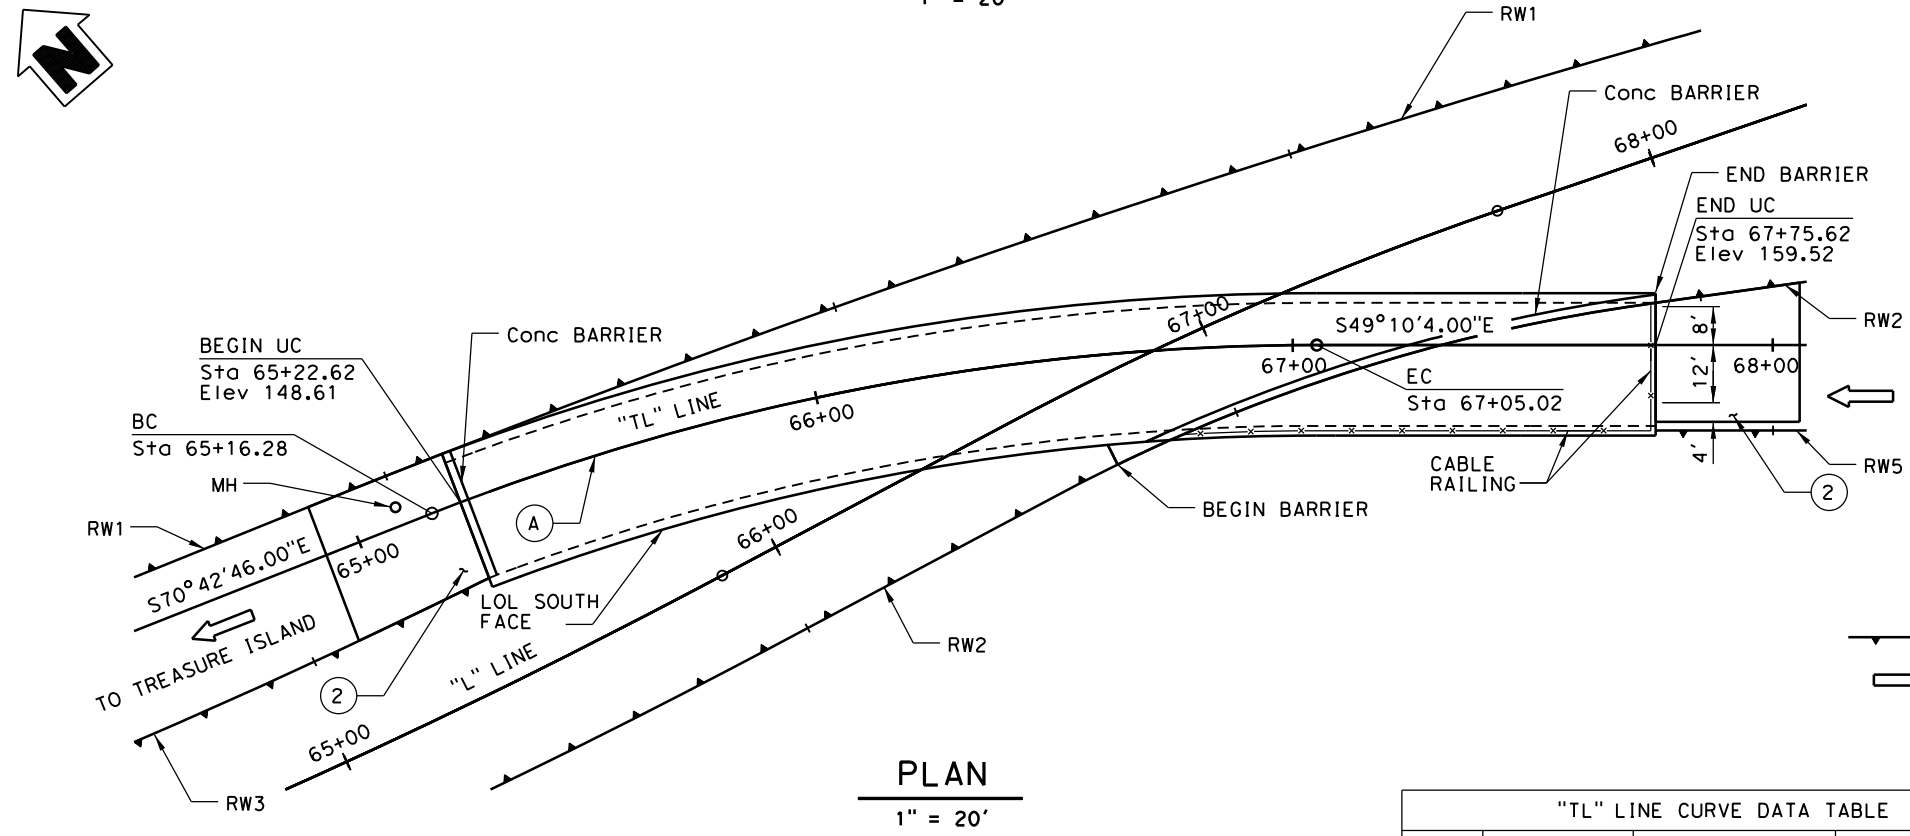 1" = 20'
RW1
N
Conc BARRIER
68+00
END BARRIER
END UC
Sta 67+75.62
Elev 159.52
67+00
S49°10'4.00"E
8'
RW2
Conc BARRIER
BEGIN UC
Sta 65+22.62
Elev 148.61
67+00
12'
68+00
EC
Sta 67+05.02
"TL" LINE
66+00
BC
Sta 65+16.28
4'
CABLE
RAILING
RW5
MH
2
A
BEGIN BARRIER
RW1
66+00
S70°42'46.00"E
65+00
LOL SOUTH
FACE
TO TREASURE ISLAND
RW2
"L" LINE
2
65+00
RW3
PLAN
1" = 20'
"TL" LINE CURVE DATA TABLE